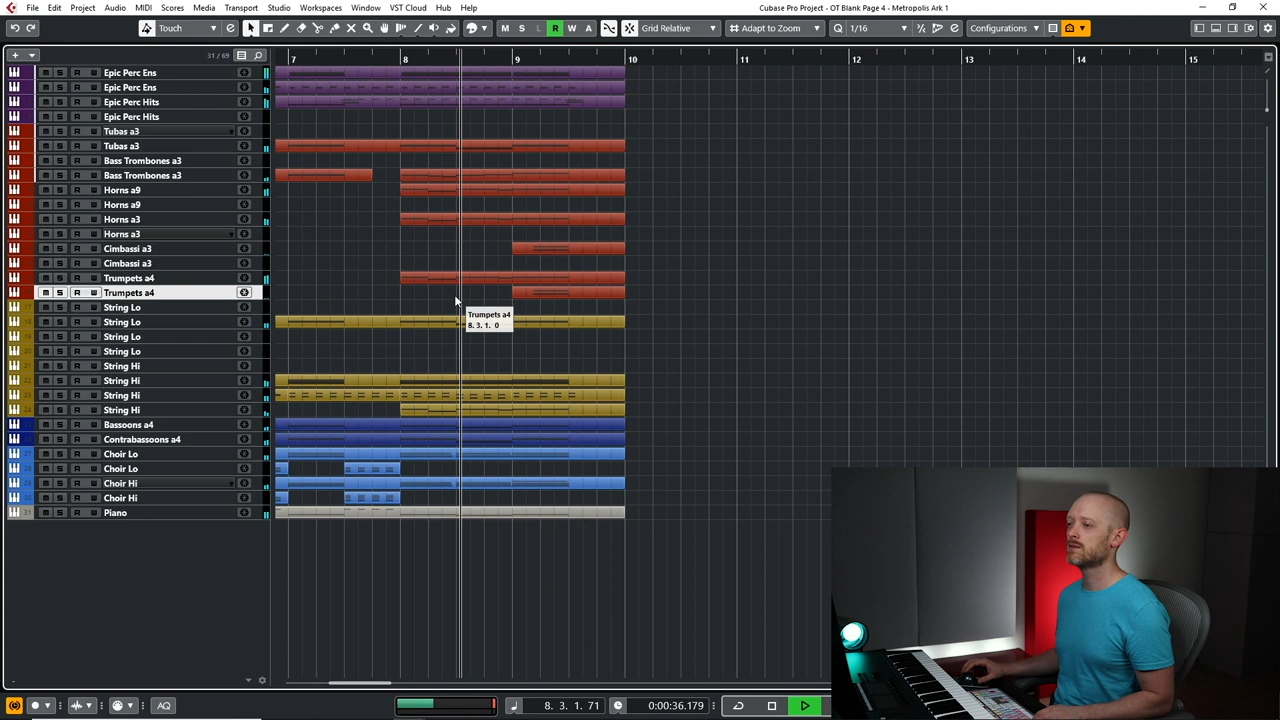 File Edit Project Audio MIDI Scores Media Transport Studio Workspaces Window VST Cloud Hub Help
Cubase Pro Project - OT Blank Page 4 - Metropolis Ark 1
Touch
M S L R W A
Grid Relative
Adapt to Zoom
Q 1/16
Configurations
31 / 69
7 8 9 10 11 12 13 14 15
M S R W Epic Perc Ens
M S R W Epic Perc Ens
M S R W Epic Perc Hits
M S R W Epic Perc Hits
M S R W Tubas a3
M S R W Tubas a3
M S R W Bass Trombones a3
M S R W Bass Trombones a3
M S R W Horns a9
M S R W Horns a9
M S R W Horns a3
M S R W Horns a3
M S R W Cimbassi a3
M S R W Cimbassi a3
M S R W Trumpets a4
M S R W Trumpets a4
M S R W String Lo
M S R W String Lo
M S R W String Lo
M S R W String Lo
M S R W String Hi
M S R W String Hi
M S R W String Hi
M S R W String Hi
M S R W Bassoons a4
M S R W Contrabassoons a4
M S R W Choir Lo
M S R W Choir Lo
M S R W Choir Hi
M S R W Choir Hi
M S R W Piano
Trumpets a4
8. 3. 1. 0
AQ
8. 3. 1. 71
0:00:36.179